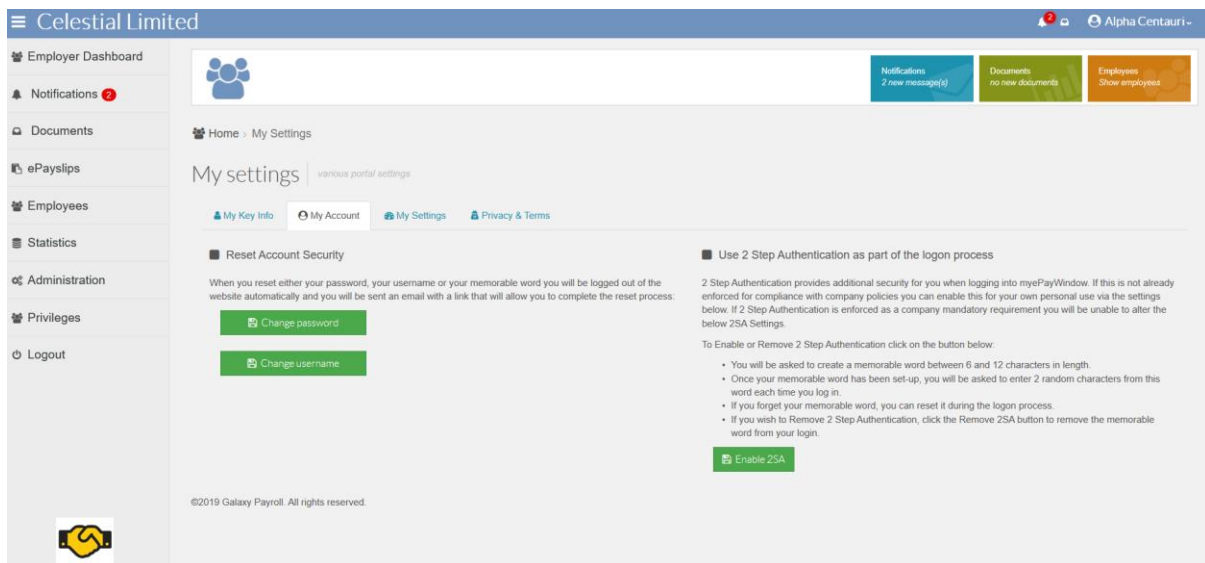 Celestial Limited
2
Alpha Centauri
Employer Dashboard
Notifications 2
Documents
ePayslips
Employees
Statistics
Administration
Privileges
Logout
Notifications
2 new message(s)
Documents
no new documents
Employees
Show employees
Home > My Settings
My settings various portal settings
My Key Info My Account My Settings Privacy & Terms
Reset Account Security
When you reset either your password, your username or your memorable word you will be logged out of the
website automatically and you will be sent an email with a link that will allow you to complete the reset process:
Change password
Change username
Use 2 Step Authentication as part of the logon process
2 Step Authentication provides additional security for you when logging into myePayWindow. If this is not already
enforced for compliance with company policies you can enable this for your own personal use via the settings
below. If 2 Step Authentication is enforced as a company mandatory requirement you will be unable to alter the
below 2SA Settings.
To Enable or Remove 2 Step Authentication click on the button below:
• You will be asked to create a memorable word between 6 and 12 characters in length.
• Once your memorable word has been set-up, you will be asked to enter 2 random characters from this
word each time you log in.
• If you forget your memorable word, you can reset it during the logon process.
• If you wish to Remove 2 Step Authentication, click the Remove 2SA button to remove the memorable
word from your login.
Enable 2SA
©2019 Galaxy Payroll. All rights reserved.